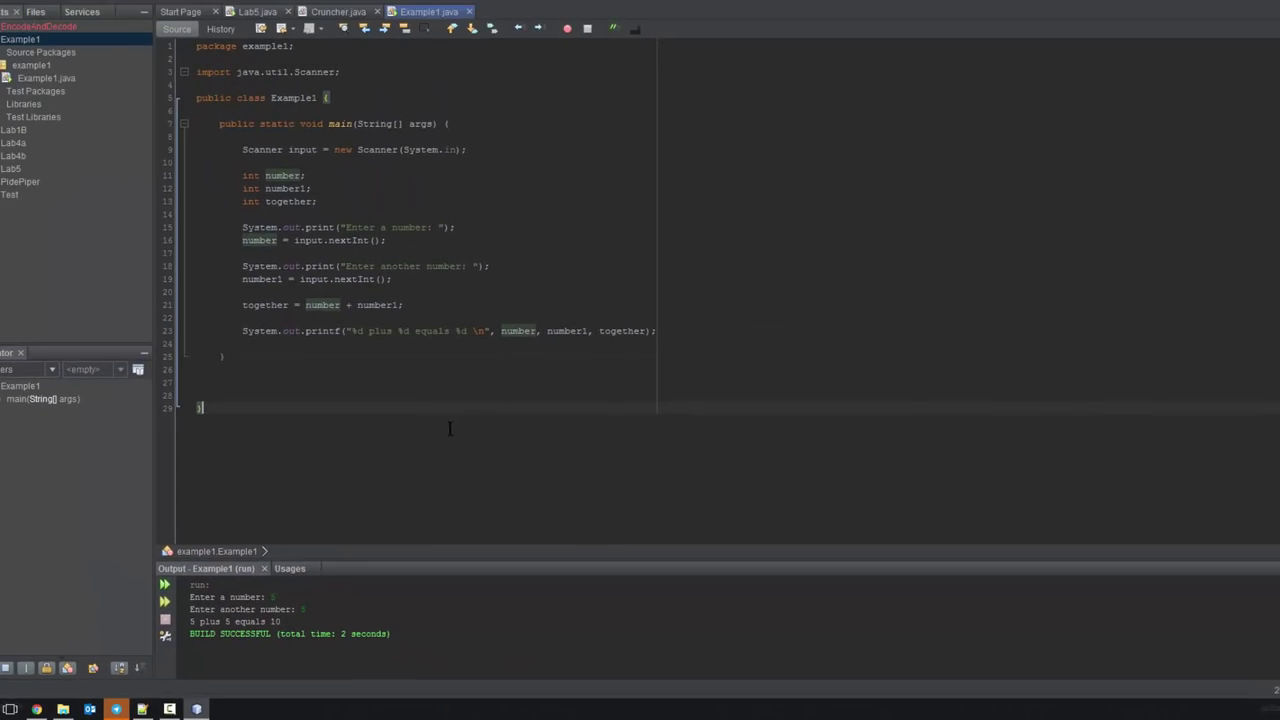 Start Page
Lab5.java
Cruncher.java
Example1.java
ts
Files
Services
Source
History
EncodeAndDecode
Example1
Source Packages
example1
Example1.java
Test Packages
Libraries
Test Libraries
Lab1B
Lab4a
Lab4b
Lab5
PidePiper
Test
1 package example1;
2
3 import java.util.Scanner;
4
5 public class Example1 {
6
7 public static void main(String[] args) {
8
9 Scanner input = new Scanner(System.in);
10
11 int number;
12 int number1;
13 int together;
14
15 System.out.print("Enter a number: ");
16 number = input.nextInt();
17
18 System.out.print("Enter another number: ");
19 number1 = input.nextInt();
20
21 together = number + number1;
22
23 System.out.printf("%d plus %d equals %d \n", number, number1, together);
24
25 }
26
27
28
29 }
ator
ers
<empty>
Example1
main(String[] args)
example1.Example1
Output - Example1 (run)
Usages
run:
Enter a number: 5
Enter another number: 5
5 plus 5 equals 10
BUILD SUCCESSFUL (total time: 2 seconds)
2